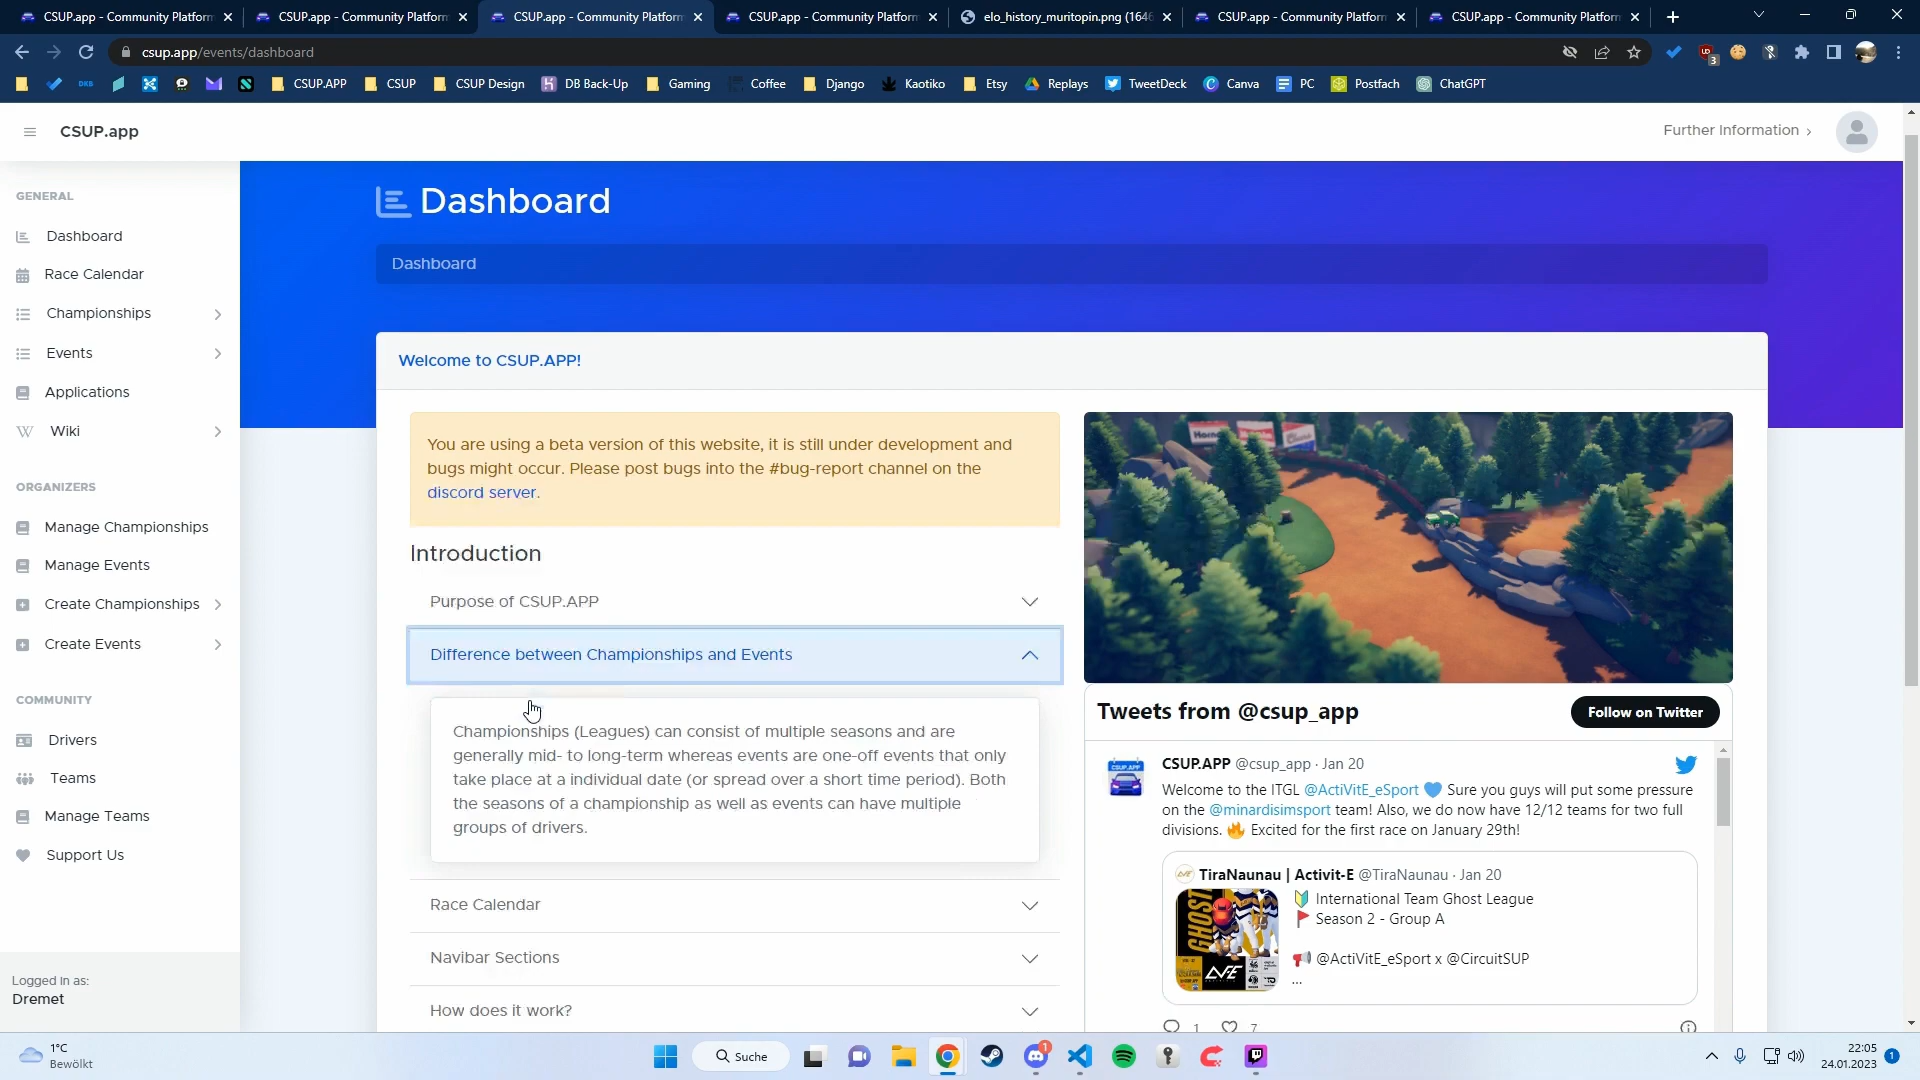 CSUP.app - Community Platform
CSUP.app - Community Platform
CSUP.app - Community Platform
CSUP.app - Community Platform
elo_history_muritopin.png (1646
CSUP.app - Community Platform
CSUP.app - Community Platform
csup.app/events/dashboard
3
DKB
CSUP.APP
CSUP
CSUP Design
DB Back-Up
Gaming
Coffee
Django
Kaotiko
Etsy
Replays
TweetDeck
Canva
PC
Postfach
ChatGPT
CSUP.app
Further Information
GENERAL
Dashboard
Race Calendar
Championships
Events
Applications
Wiki
ORGANIZERS
Manage Championships
Manage Events
Create Championships
Create Events
COMMUNITY
Drivers
Teams
Manage Teams
Support Us
Logged in as:
Dremet
Dashboard
Dashboard
Welcome to CSUP.APP!
You are using a beta version of this website, it is still under development and
bugs might occur. Please post bugs into the #bug-report channel on the
discord server.
Introduction
Purpose of CSUP.APP
Difference between Championships and Events
Championships (Leagues) can consist of multiple seasons and are
generally mid- to long-term whereas events are one-off events that only
take place at a individual date (or spread over a short time period). Both
the seasons of a championship as well as events can have multiple
groups of drivers.
Race Calendar
Navibar Sections
How does it work?
Tweets from @csup_app
Follow on Twitter
CSUP.APP
CSUP.APP @csup_app · Jan 20
Welcome to the ITGL @ActiVitE_eSport 💙 Sure you guys will put some pressure
on the @minardisimsport team! Also, we do now have 12/12 teams for two full
divisions. 🔥 Excited for the first race on January 29th!
TiraNaunau | Activit-E @TiraNaunau · Jan 20
🔰 International Team Ghost League
🚩 Season 2 - Group A
📢 @ActiVitE_eSport x @CircuitSUP
...
GHOST
1
7
1°C
Bewölkt
Suche
1
22:05
24.01.2023
1